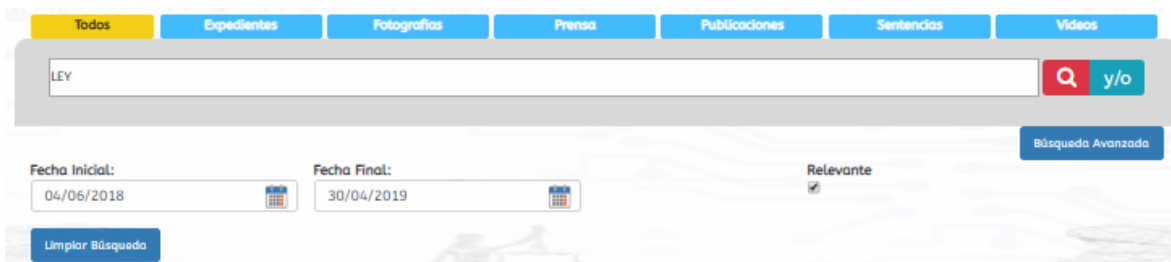 Todos Expedientes Fotografías Prensa Publicaciones Sentencias Videos
LEY
y/o
Búsqueda Avanzada
Fecha Inicial: Fecha Final: Relevante
04/06/2018 30/04/2019
Limpiar Búsqueda